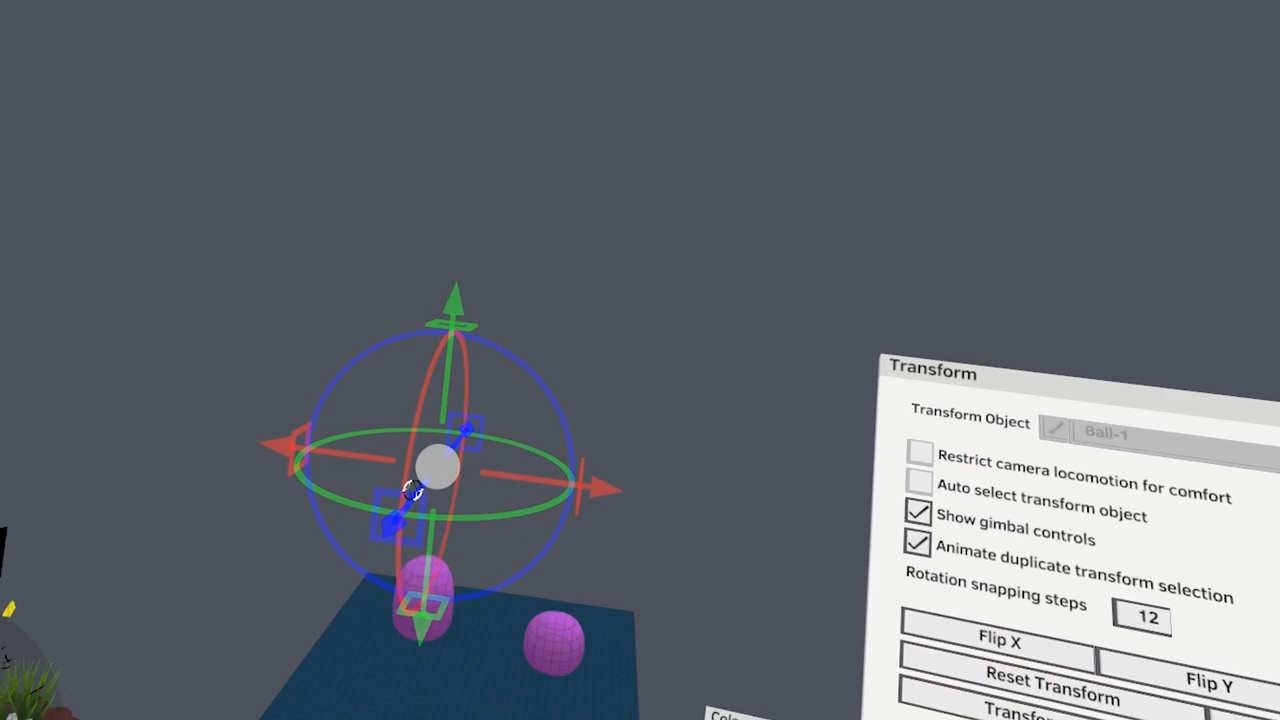 Transform
Transform Object Ball-1
Restrict camera locomotion for comfort
Auto select transform object
Show gimbal controls
Animate duplicate transform selection
Rotation snapping steps 12
Flip X Flip Y
Reset Transform